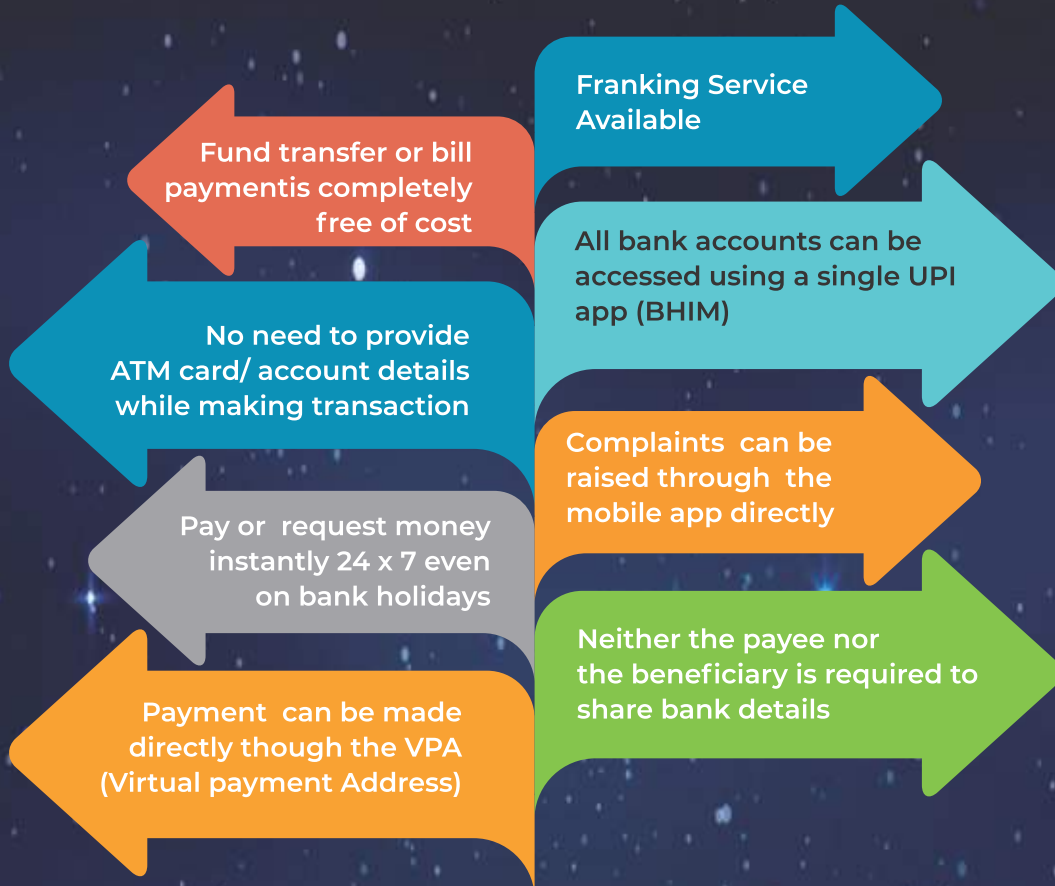 Franking Service
Available
Fund transfer or bill
paymentis completely
free of cost
All bank accounts can be
accessed using a single UPI
app (BHIM)
No need to provide
ATM card/ account details
while making transaction
Complaints can be
raised through the
mobile app directly
Pay or request money
instantly 24 x 7 even
on bank holidays
Neither the payee nor
the beneficiary is required to
share bank details
Payment can be made
directly though the VPA
(Virtual payment Address)